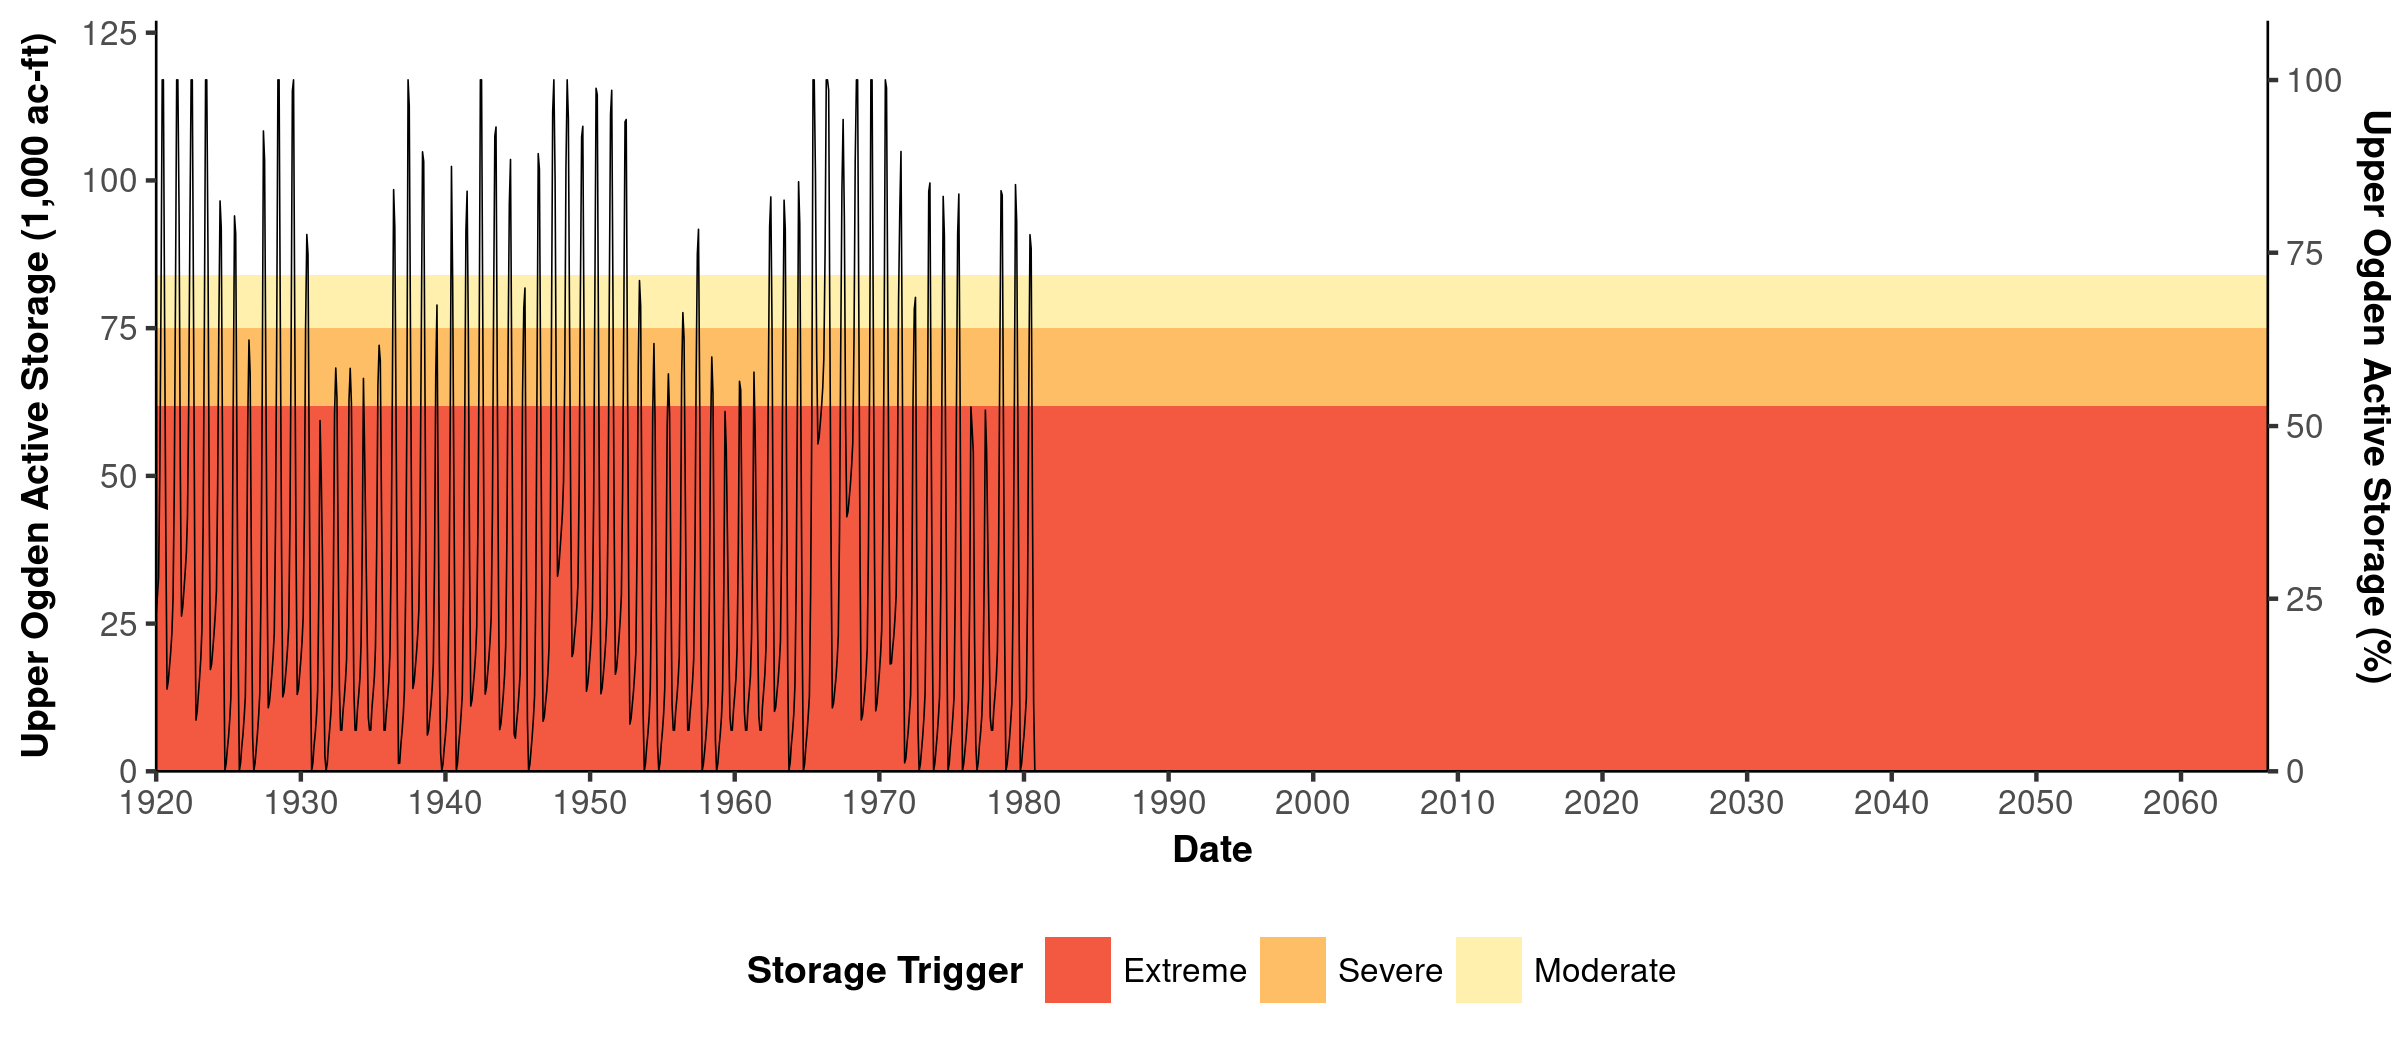 Upper Ogden Active Storage (1,000 ac-ft)
125
100
75
50
25
0
1920 1930 1940 1950 1960 1970 1980 1990 2000 2010 2020 2030 2040 2050 2060
Date
100
75
50
25
0
Upper Ogden Active Storage (%)
Storage Trigger Extreme Severe Moderate